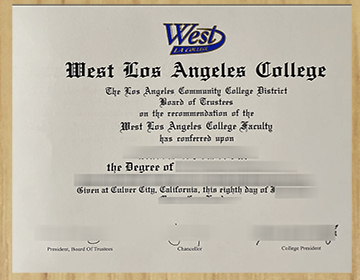 West
L.A. COLLEGE
West Los Angeles College
The Los Angeles Community College District
Board of Trustees
on the recommendation of the
West Los Angeles College Faculty
has conferred upon
the Degree of
Given at Culver City, California, this eighth day of
President, Board Of Trustees Chancellor College President